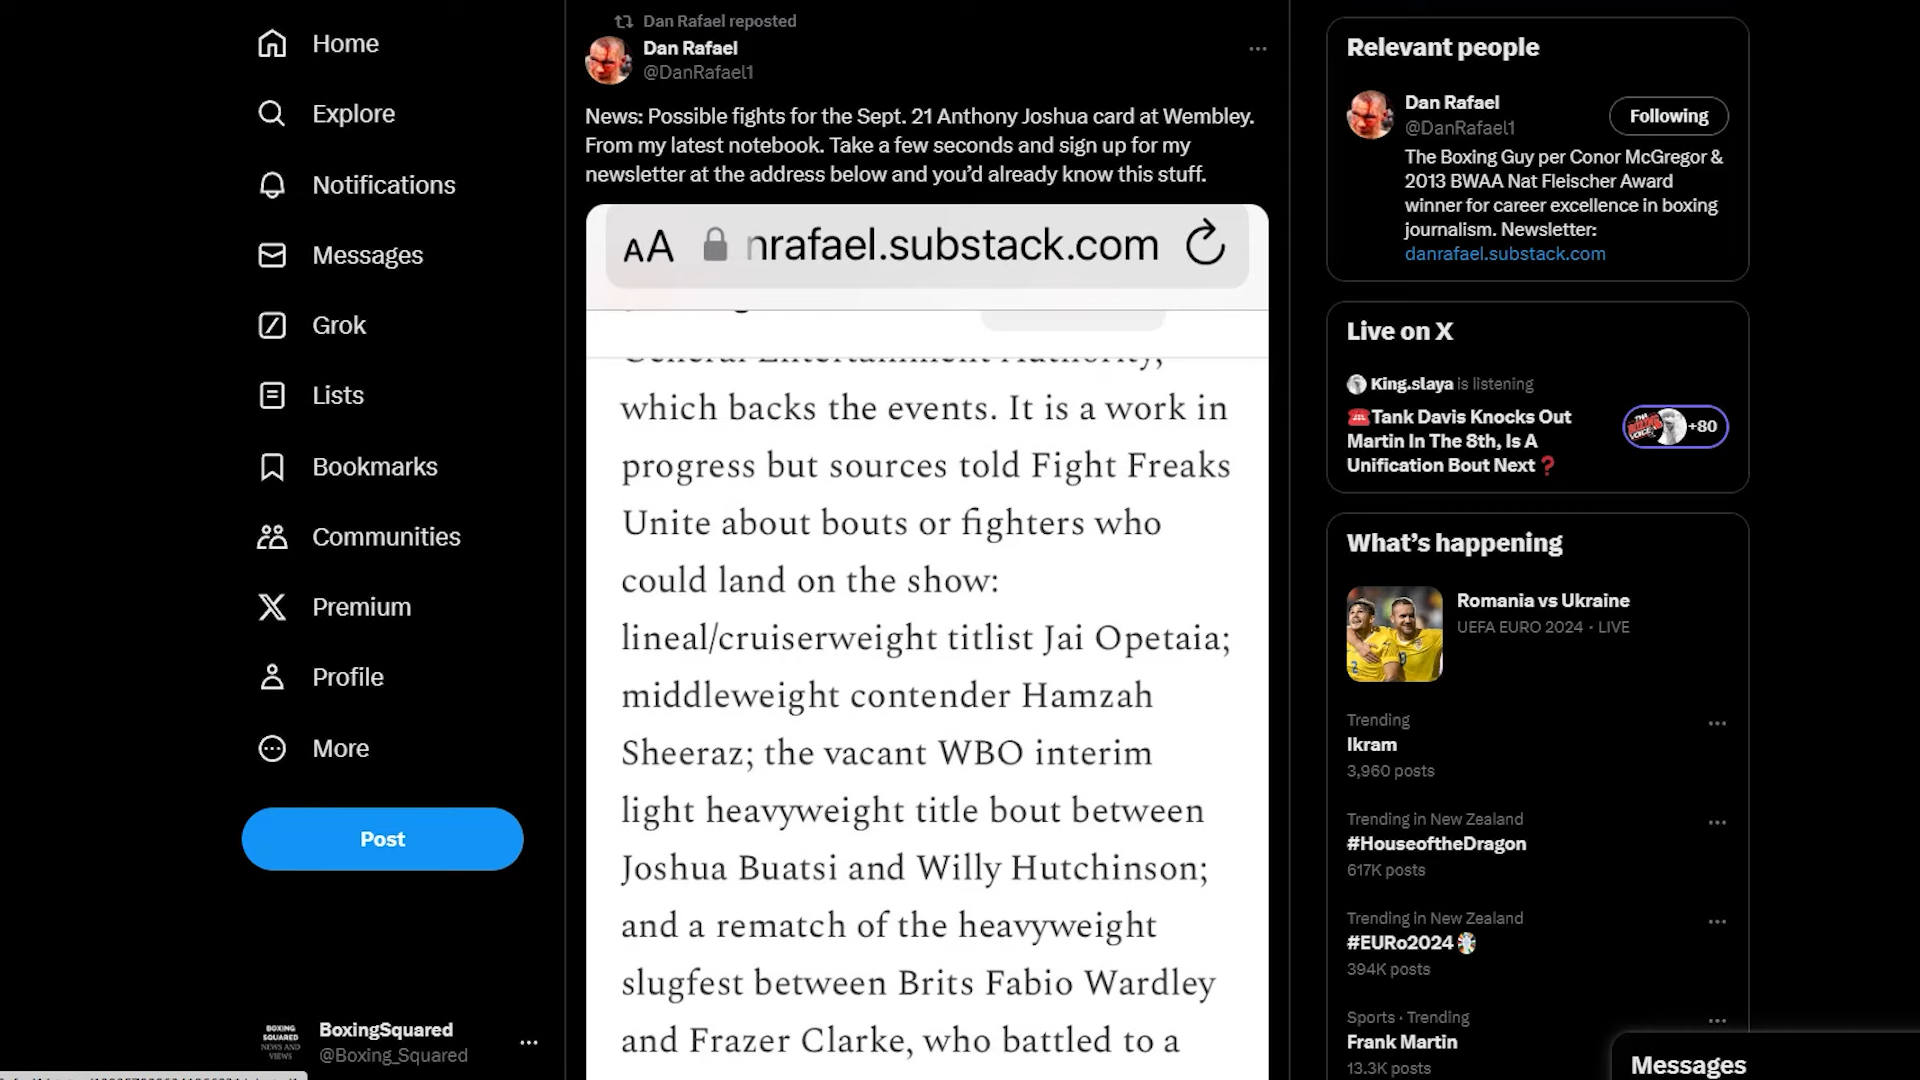 Home
Explore
Notifications
Messages
Grok
Lists
Bookmarks
Communities
Premium
Profile
More
Post
BoxingSquared
@Boxing_Squared
Dan Rafael reposted
Dan Rafael
@DanRafael1
News: Possible fights for the Sept. 21 Anthony Joshua card at Wembley.
From my latest notebook. Take a few seconds and sign up for my
newsletter at the address below and you’d already know this stuff.
AA nrafael.substack.com
General Entertainment Authority,
which backs the events. It is a work in
progress but sources told Fight Freaks
Unite about bouts or fighters who
could land on the show:
lineal/cruiserweight titlist Jai Opetaia;
middleweight contender Hamzah
Sheeraz; the vacant WBO interim
light heavyweight title bout between
Joshua Buatsi and Willy Hutchinson;
and a rematch of the heavyweight
slugfest between Brits Fabio Wardley
and Frazer Clarke, who battled to a
Relevant people
Dan Rafael
@DanRafael1
Following
The Boxing Guy per Conor McGregor &
2013 BWAA Nat Fleischer Award
winner for career excellence in boxing
journalism. Newsletter:
danrafael.substack.com
Live on X
King.slaya is listening
☎️Tank Davis Knocks Out
Martin In The 8th, Is A
Unification Bout Next❓
+80
What’s happening
Romania vs Ukraine
UEFA EURO 2024 · LIVE
Trending
Ikram
3,960 posts
Trending in New Zealand
#HouseoftheDragon
617K posts
Trending in New Zealand
#EURo2024
394K posts
Sports · Trending
Frank Martin
13.3K posts
Messages